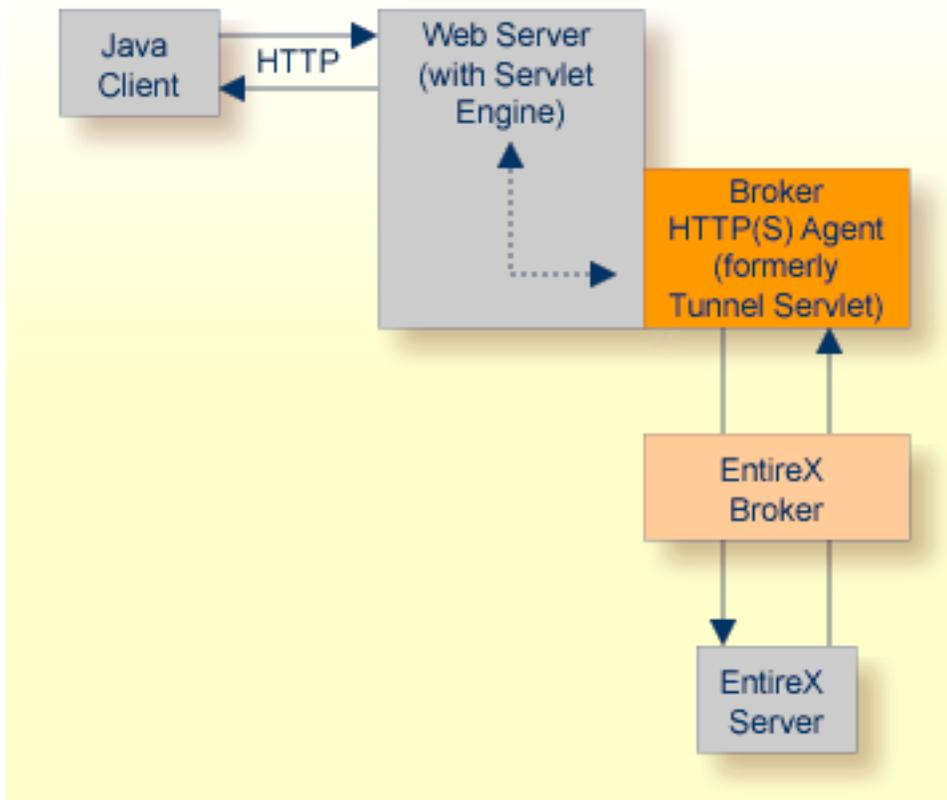 Java
Client
HTTP
Web Server
(with Servlet
Engine)
Broker
HTTP(S) Agent
(formerly
Tunnel Servlet)
EntireX
Broker
EntireX
Server